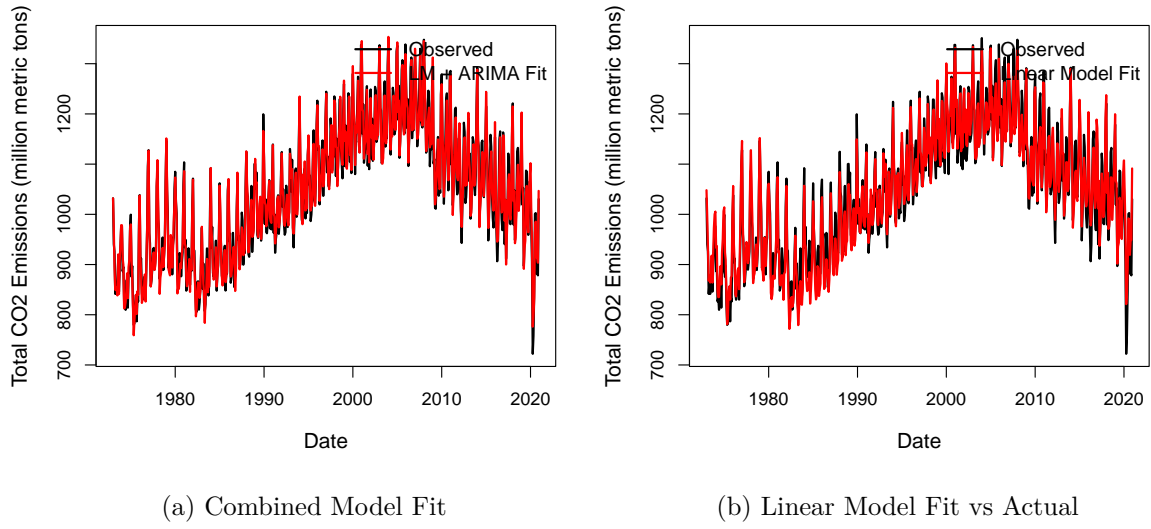 Total CO2 Emissions (million metric tons)
1200
1000
900
800
700
Observed
LM + ARIMA Fit
1980 1990 2000 2010 2020
Date
(a) Combined Model Fit
Total CO2 Emissions (million metric tons)
1200
1000
900
800
700
Observed
Linear Model Fit
1980 1990 2000 2010 2020
Date
(b) Linear Model Fit vs Actual